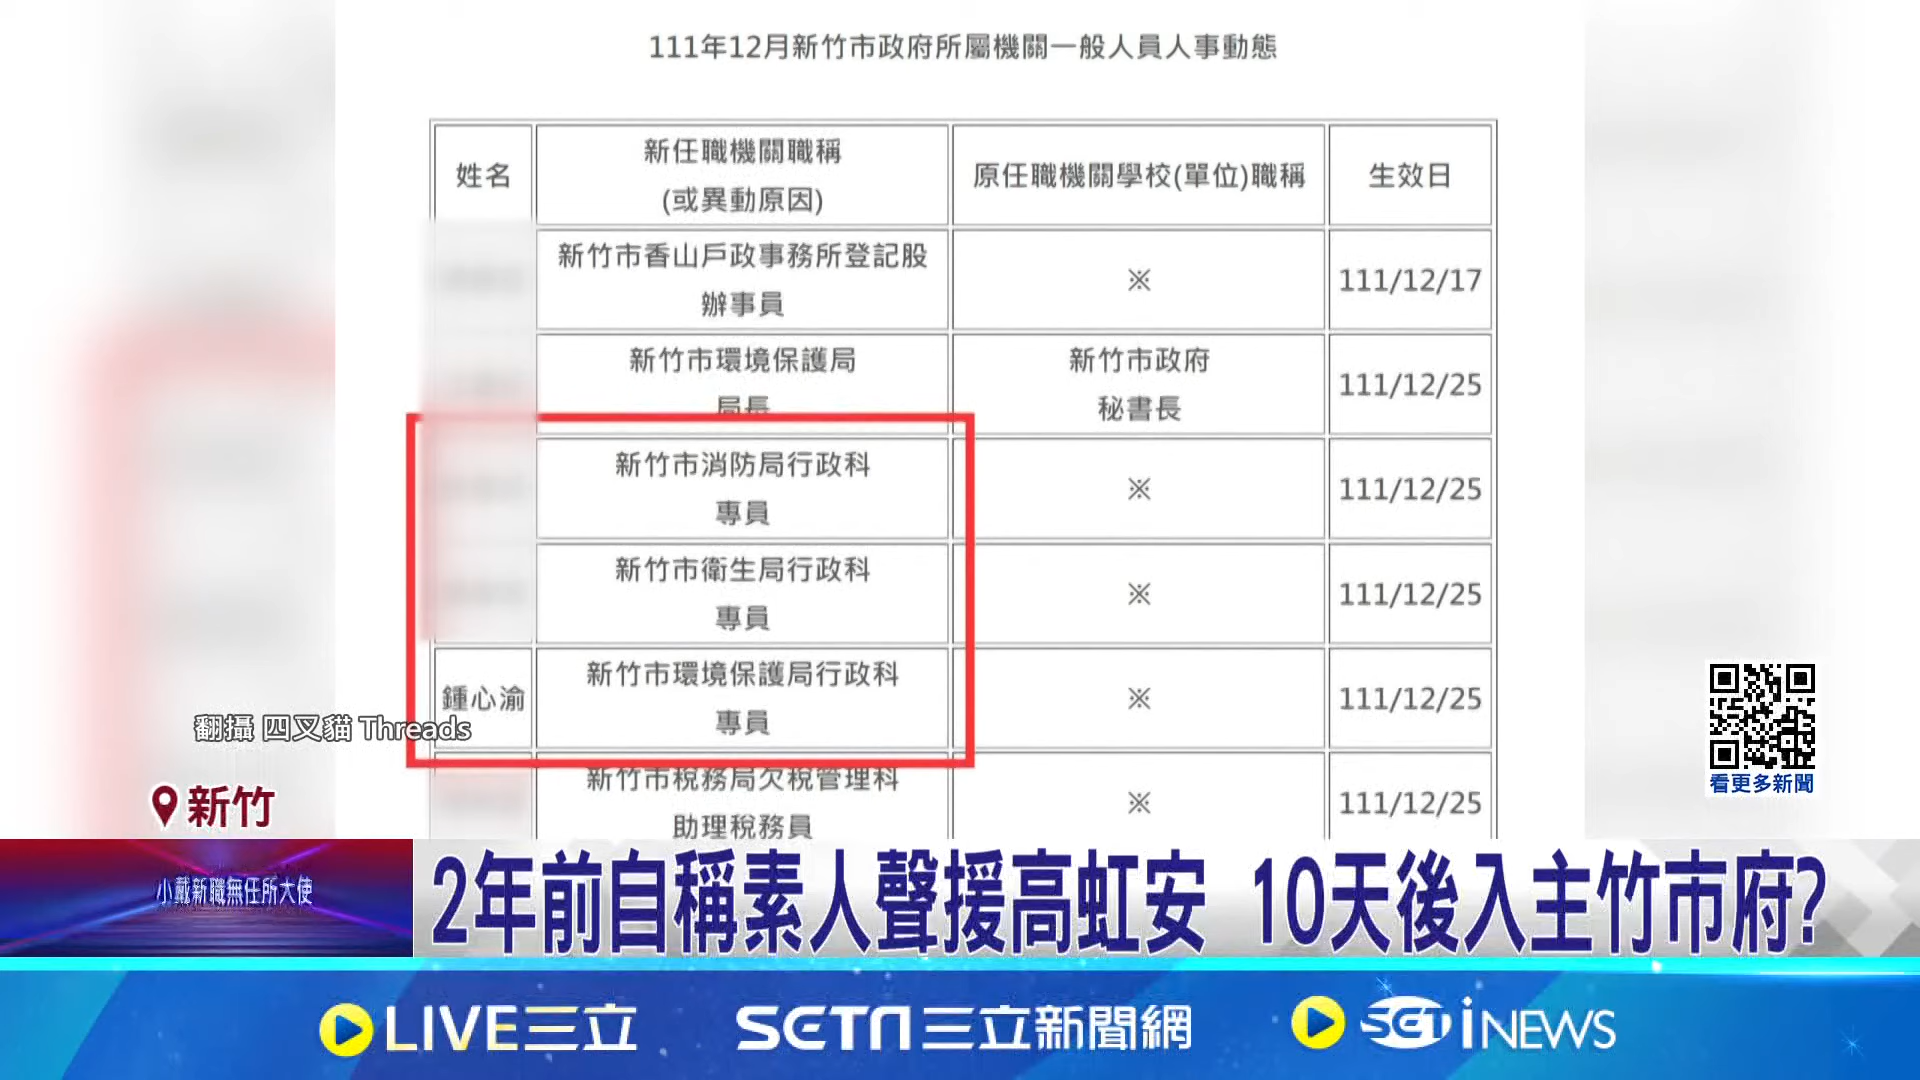 111年12月新竹市政府所屬機關一般人員人事動態
姓名
新任職機關職稱
(或異動原因)
原任職機關學校(單位)職稱
生效日
新竹市香山戶政事務所登記股
辦事員
※
111/12/17
新竹市環境保護局
局長
新竹市政府
秘書長
111/12/25
新竹市消防局行政科
專員
※
111/12/25
新竹市衛生局行政科
專員
※
111/12/25
鍾心渝
新竹市環境保護局行政科
專員
※
111/12/25
新竹市稅務局欠稅管理科
助理稅務員
※
111/12/25
翻攝 四叉貓 Threads
看更多新聞
新竹
小戴新職無任所大使
2年前自稱素人聲援高虹安 10天後入主竹市府?
LIVE三立
SETN三立新聞網
SETiNEWS